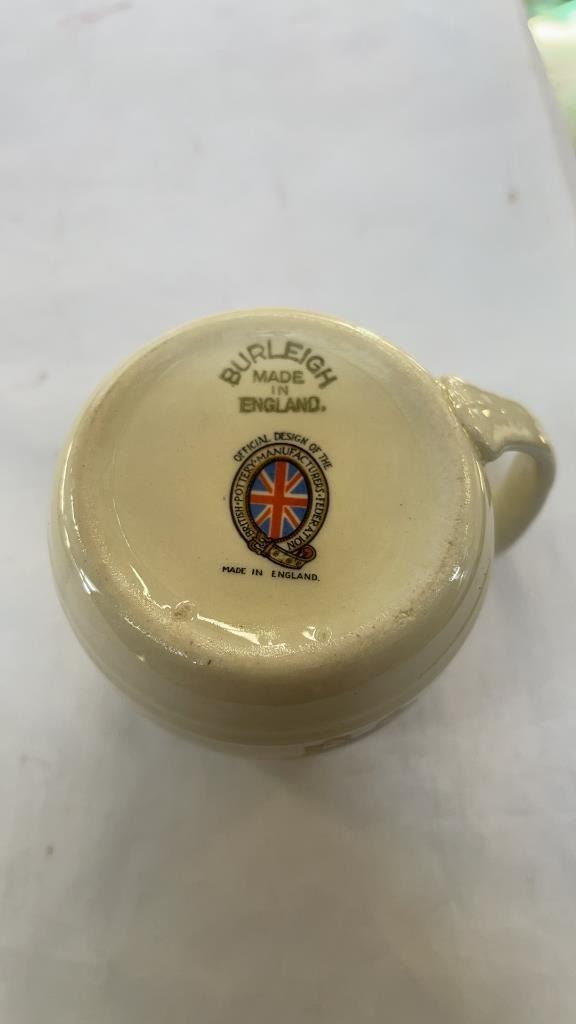 BURLEIGH
MADE
IN
ENGLAND.
OFFICIAL DESIGN OF THE
BRITISH·POTTERY·MANUFACTURERS·FEDERATION
MADE IN ENGLAND.